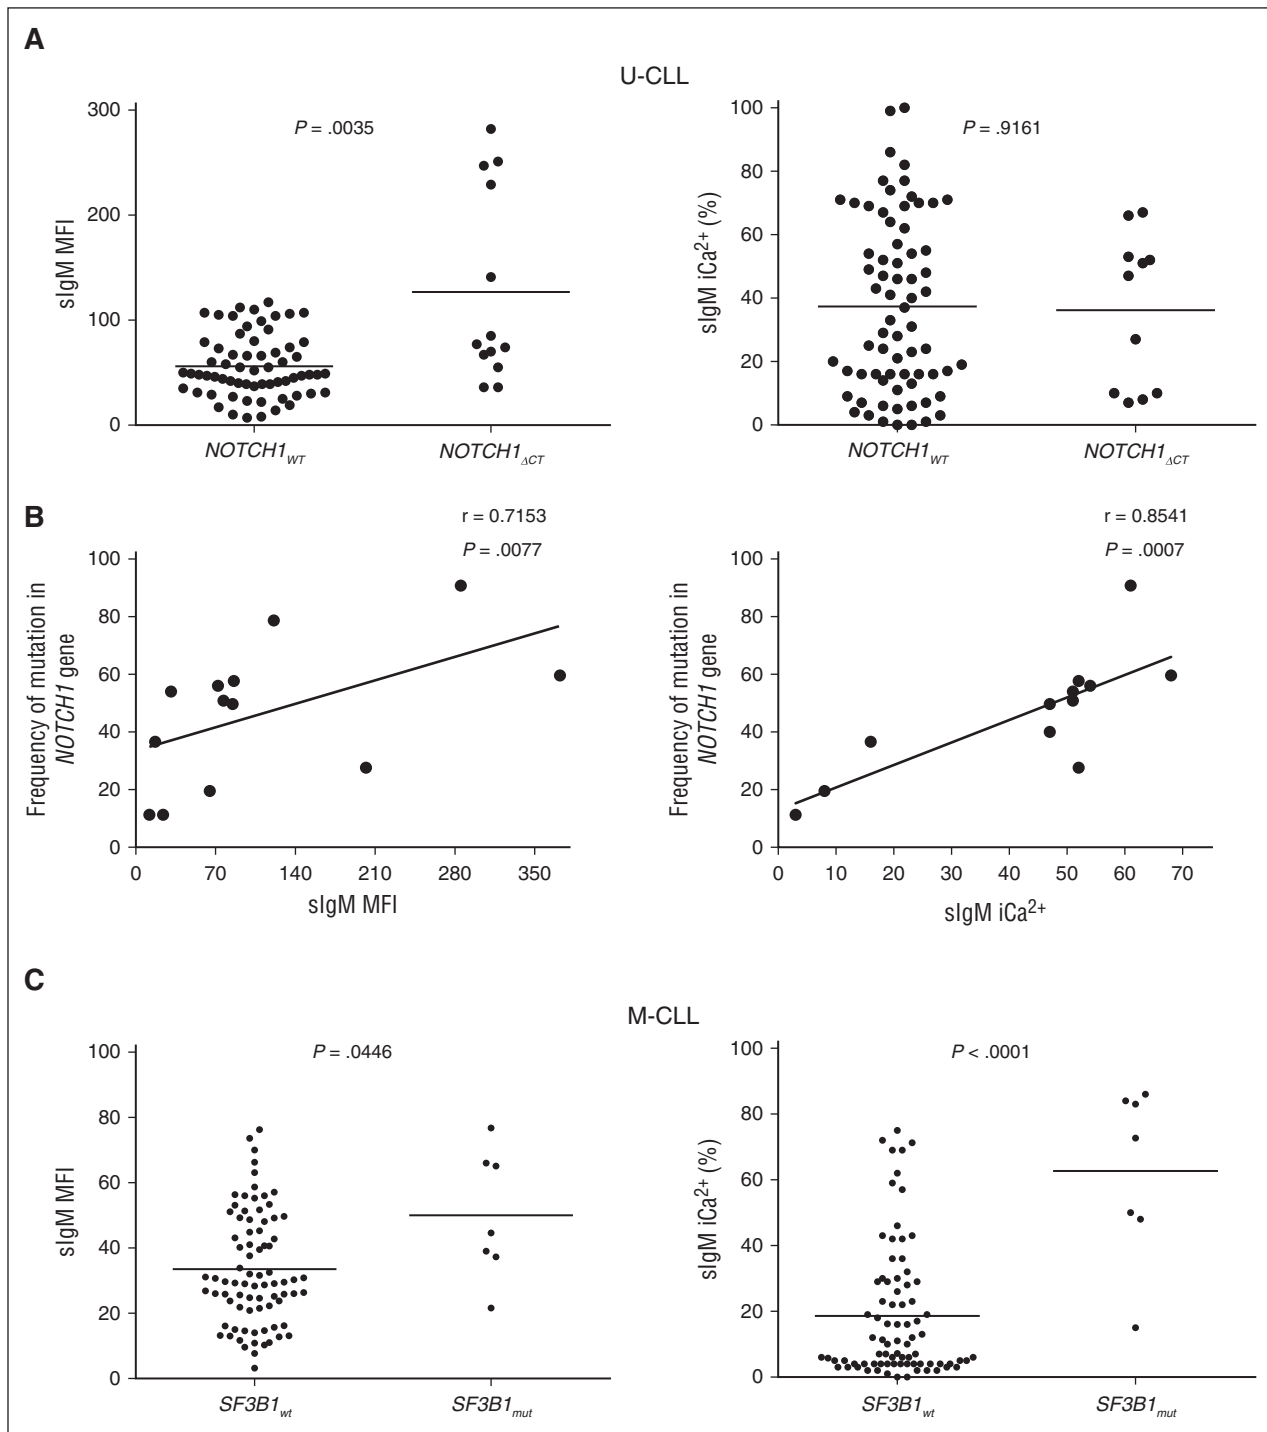 A
U-CLL
P = .0035
sIgM MFI
300
200
100
0
NOTCH1WT
NOTCH1ΔCT
P = .9161
sIgM iCa2+ (%)
100
80
60
40
20
0
NOTCH1WT
NOTCH1ΔCT
B
r = 0.7153
P = .0077
Frequency of mutation in
NOTCH1 gene
100
80
60
40
20
0
0 70 140 210 280 350
sIgM MFI
r = 0.8541
P = .0007
Frequency of mutation in
NOTCH1 gene
100
80
60
40
20
0
0 10 20 30 40 50 60 70
sIgM iCa2+
C
M-CLL
P = .0446
sIgM MFI
100
80
60
40
20
0
SF3B1wt
SF3B1mut
P < .0001
sIgM iCa2+ (%)
100
80
60
40
20
0
SF3B1wt
SF3B1mut